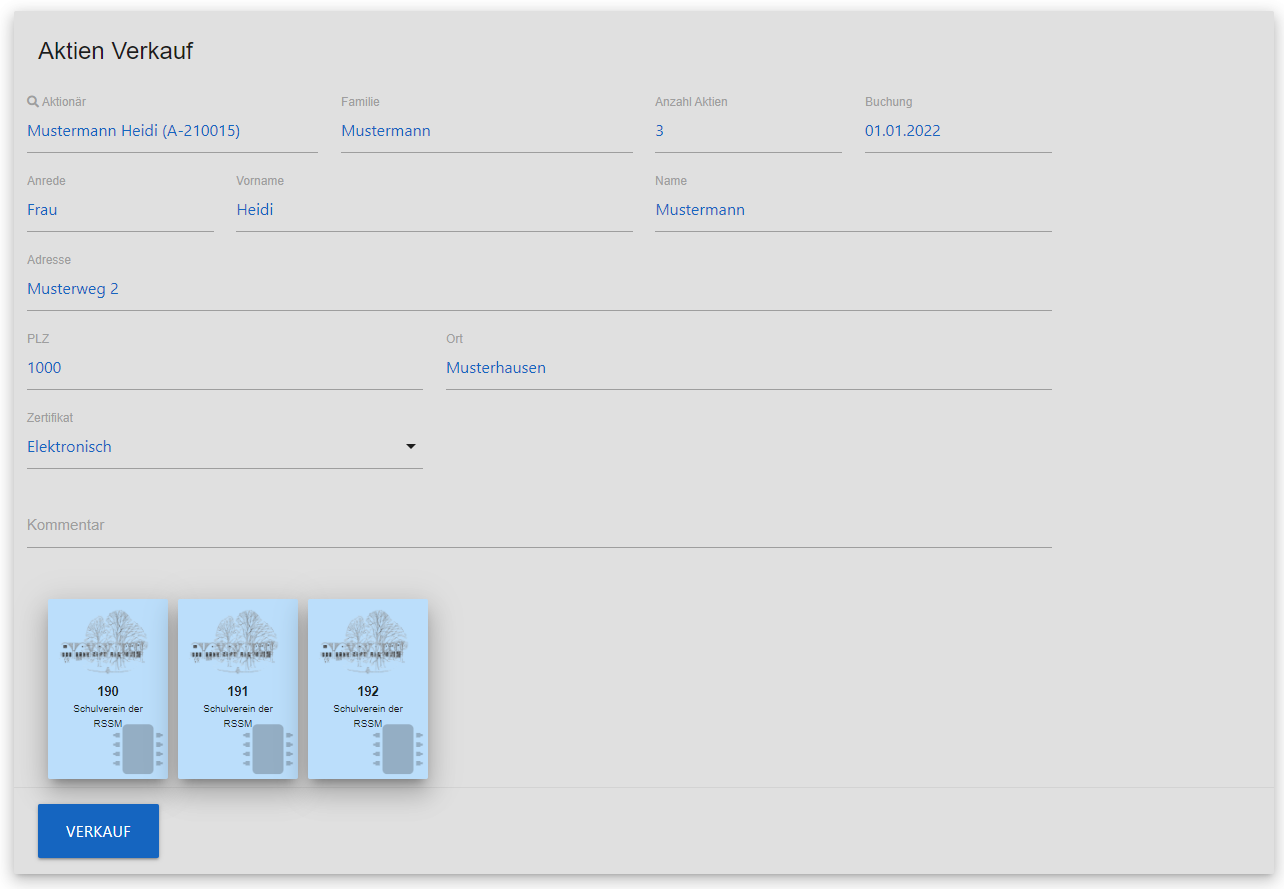 Aktien Verkauf
Aktionär Familie Anzahl Aktien Buchung
Mustermann Heidi (A-210015) Mustermann 3 01.01.2022
Anrede Vorname Name
Frau Heidi Mustermann
Adresse
Musterweg 2
PLZ Ort
1000 Musterhausen
Zertifikat
Elektronisch
Kommentar
190 191 192
Schulverein der Schulverein der Schulverein der
RSSM RSSM RSSM
VERKAUF